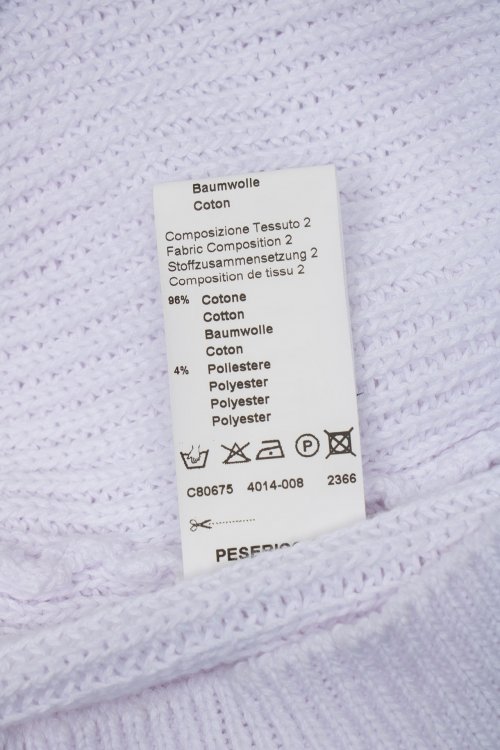 Baumwolle
Coton
Composizione Tessuto 2
Fabric Composition 2
Stoffzusammensetzung 2
Composition de tissu 2
96% Cotone
Cotton
Baumwolle
Coton
4% Poliestere
Polyester
Polyester
Polyester
P
C80675 4014-008 2366